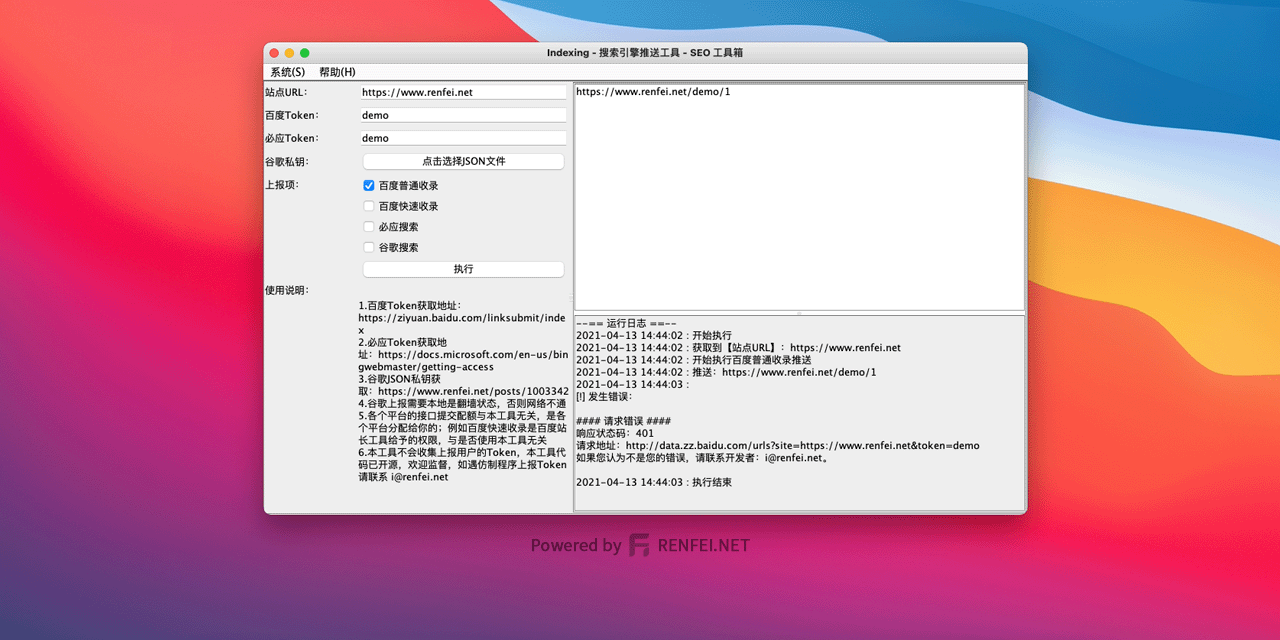 Indexing - 搜索引擎推送工具 - SEO 工具箱
系统(S) 帮助(H)
站点URL: https://www.renfei.net
百度Token: demo
必应Token: demo
谷歌私钥: 点击选择JSON文件
上报项: 百度普通收录
百度快速收录
必应搜索
谷歌搜索
执行
使用说明:
1.百度Token获取地址:
https://ziyuan.baidu.com/linksubmit/inde
x
2.必应Token获取地
址: https://docs.microsoft.com/en-us/bin
gwebmaster/getting-access
3.谷歌JSON私钥获
取: https://www.renfei.net/posts/1003342
4.谷歌上报需要本地是翻墙状态，否则网络不通
5.各个平台的接口提交配额与本工具无关，是各
个平台分配给你的；例如百度快速收录是百度站
长工具给予的权限，与是否使用本工具无关
6.本工具不会收集上报用户的Token，本工具代
码已开源，欢迎监督，如遇仿制程序上报Token
请联系 i@renfei.net
https://www.renfei.net/demo/1
--== 运行日志 ==--
2021-04-13 14:44:02 : 开始执行
2021-04-13 14:44:02 : 获取到【站点URL】: https://www.renfei.net
2021-04-13 14:44:02 : 开始执行百度普通收录推送
2021-04-13 14:44:02 : 推送: https://www.renfei.net/demo/1
2021-04-13 14:44:03 :
[!] 发生错误:
#### 请求错误 ####
响应状态码: 401
请求地址: http://data.zz.baidu.com/urls?site=https://www.renfei.net&token=demo
如果您认为不是您的错误，请联系开发者: i@renfei.net。
2021-04-13 14:44:03 : 执行结束
Powered by RENFEI.NET